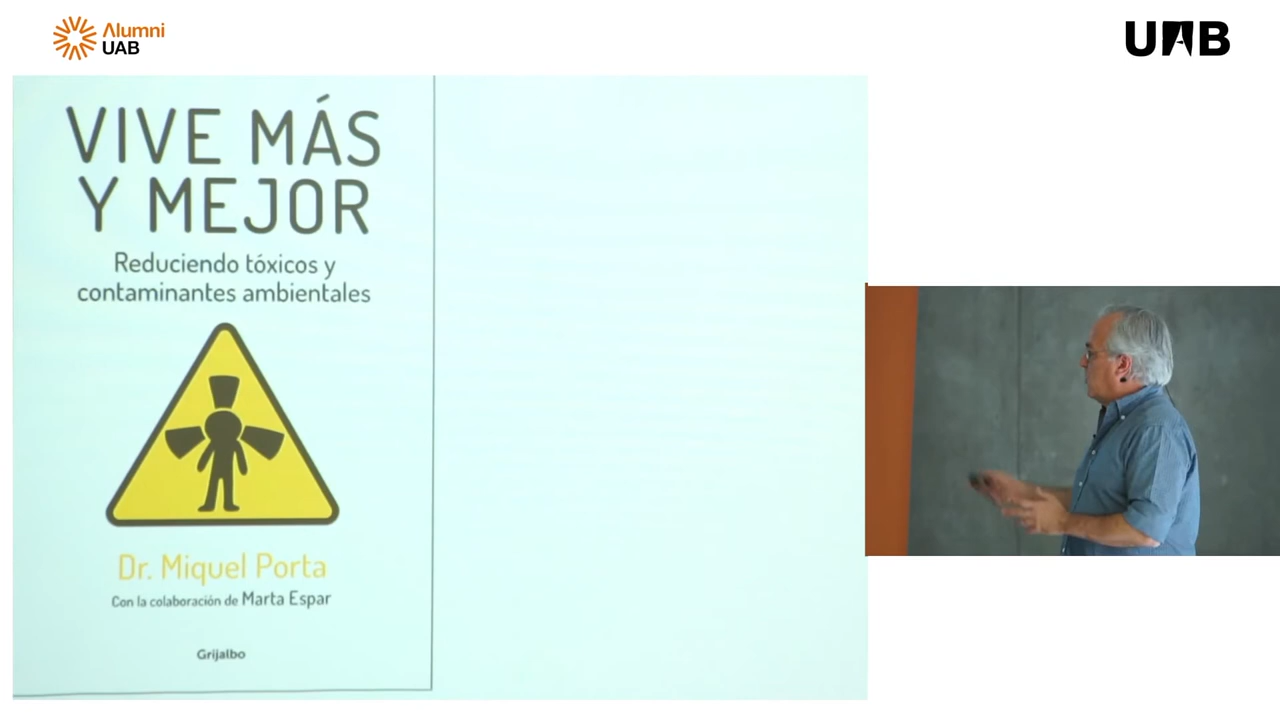 Alumni
UAB
UAB
VIVE MÁS
Y MEJOR
Reduciendo tóxicos y
contaminantes ambientales
Dr. Miquel Porta
Con la colaboración de Marta Espar
Grijalbo